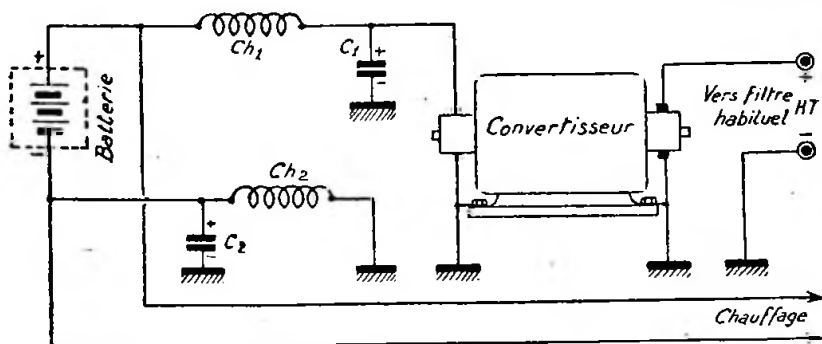 +
Batterie
-
Ch1
C1
+
-
Convertisseur
+
Vers filtre
habituel HT
-
Ch2
C2
+
-
Chauffage